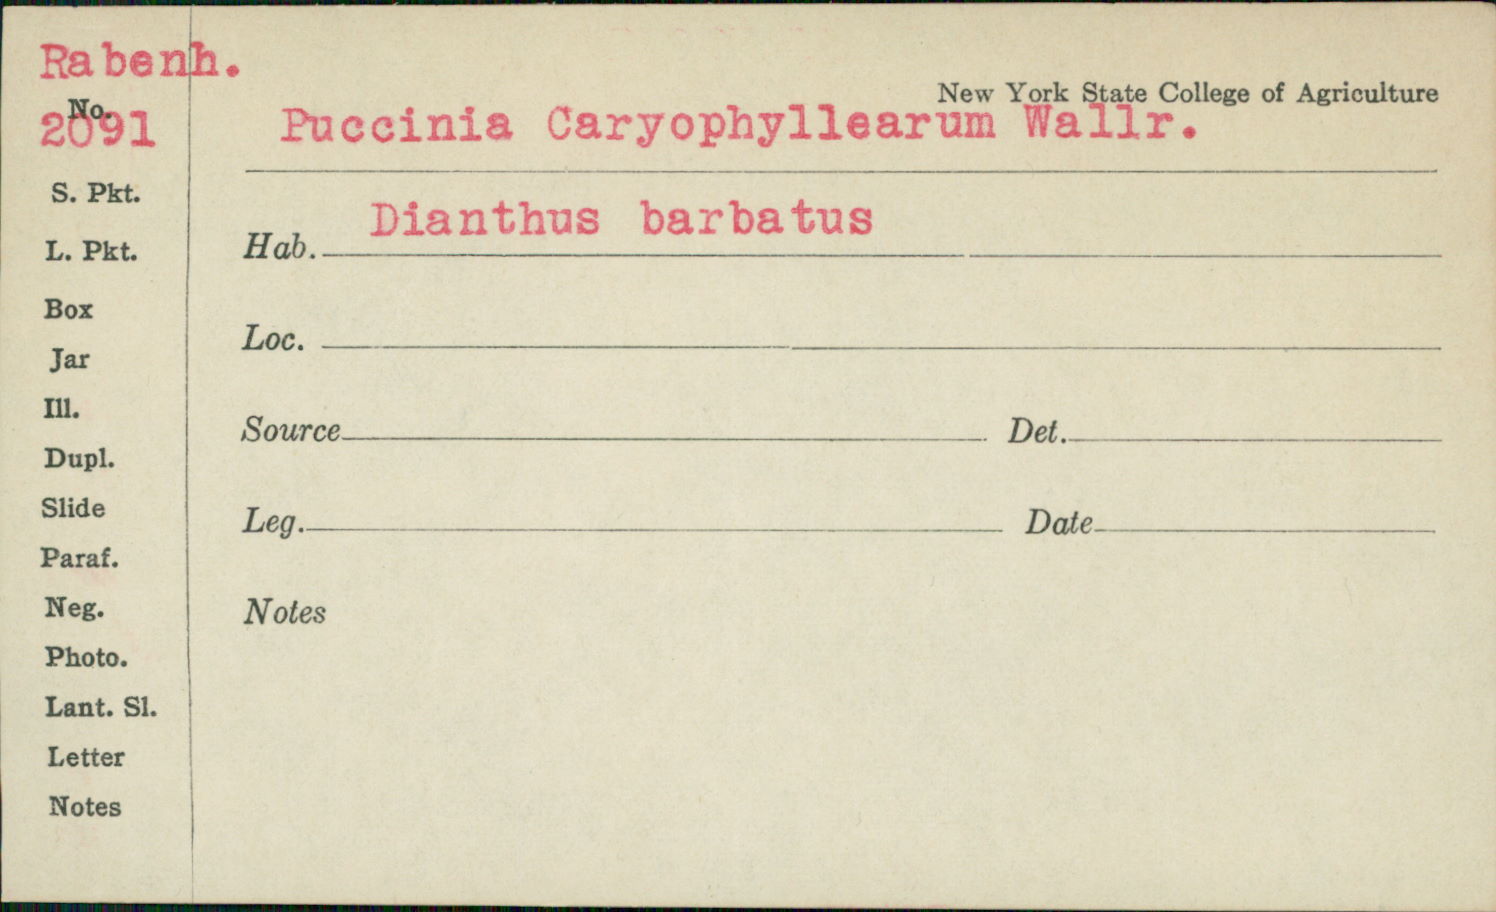 Rabenh.
No.
2091
New York State College of Agriculture
Puccinia Caryophyllearum Wallr.
S. Pkt.
Dianthus barbatus
Hab.
L. Pkt.
Box
Loc.
Jar
Ill.
Source Det.
Dupl.
Slide
Leg. Date
Paraf.
Neg.
Notes
Photo.
Lant. Sl.
Letter
Notes